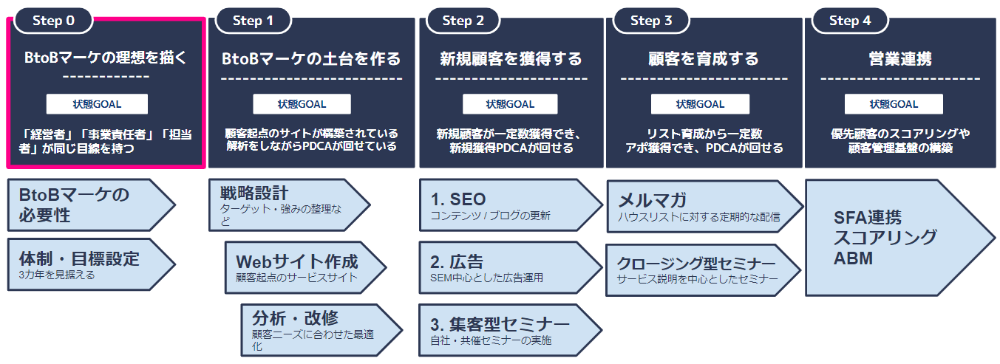 Step 0
BtoBマーケの理想を描く
状態GOAL
「経営者」「事業責任者」「担当
者」が同じ目線を持つ
BtoBマーケの
必要性
体制・目標設定
3カ年を見据える
Step 1
BtoBマーケの土台を作る
状態GOAL
顧客起点のサイトが構築されている
解析をしながらPDCAが回せている
戦略設計
ターゲット・強みの整理な
ど
Webサイト作成
顧客起点のサービスサイト
分析・改修
顧客ニーズに合わせた最適
化
Step 2
新規顧客を獲得する
状態GOAL
新規顧客が一定数獲得でき、
新規獲得PDCAが回せる
1. SEO
コンテンツ / ブログの更新
2. 広告
SEM中心とした広告運用
3. 集客型セミナー
自社・共催セミナーの実施
Step 3
顧客を育成する
状態GOAL
リスト育成から一定数
アポ獲得でき、PDCAが回せる
メルマガ
ハウスリストに対する定期的な配信
クロージング型セミナー
サービス説明を中心としたセミナー
Step 4
営業連携
状態GOAL
優先顧客のスコアリングや
顧客管理基盤の構築
SFA連携
スコアリング
ABM